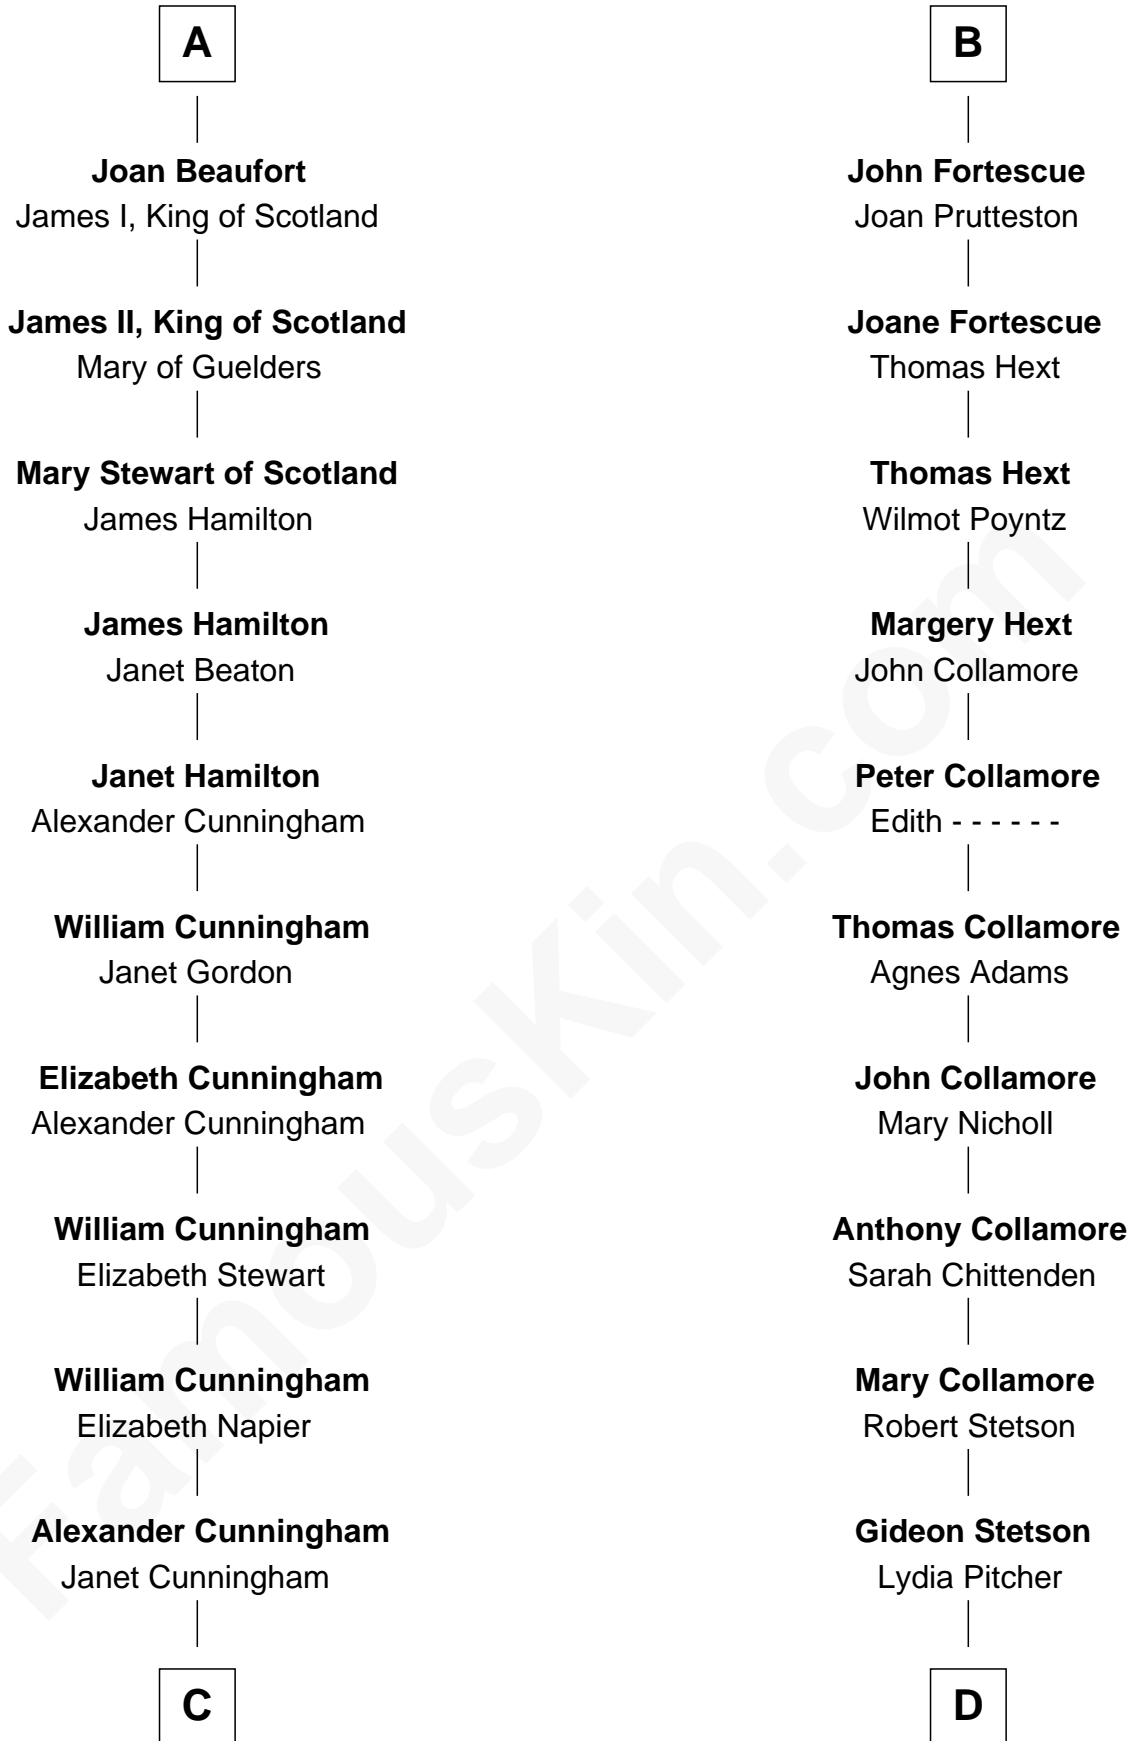 A
Joan Beaufort
James I, King of Scotland
James II, King of Scotland
Mary of Guelders
Mary Stewart of Scotland
James Hamilton
James Hamilton
Janet Beaton
Janet Hamilton
Alexander Cunningham
William Cunningham
Janet Gordon
Elizabeth Cunningham
Alexander Cunningham
William Cunningham
Elizabeth Stewart
William Cunningham
Elizabeth Napier
Alexander Cunningham
Janet Cunningham
C
B
John Fortescue
Joan Prutteston
Joane Fortescue
Thomas Hext
Thomas Hext
Wilmot Poyntz
Margery Hext
John Collamore
Peter Collamore
Edith - - - - - -
Thomas Collamore
Agnes Adams
John Collamore
Mary Nicholl
Anthony Collamore
Sarah Chittenden
Mary Collamore
Robert Stetson
Gideon Stetson
Lydia Pitcher
D
FamousKin.com